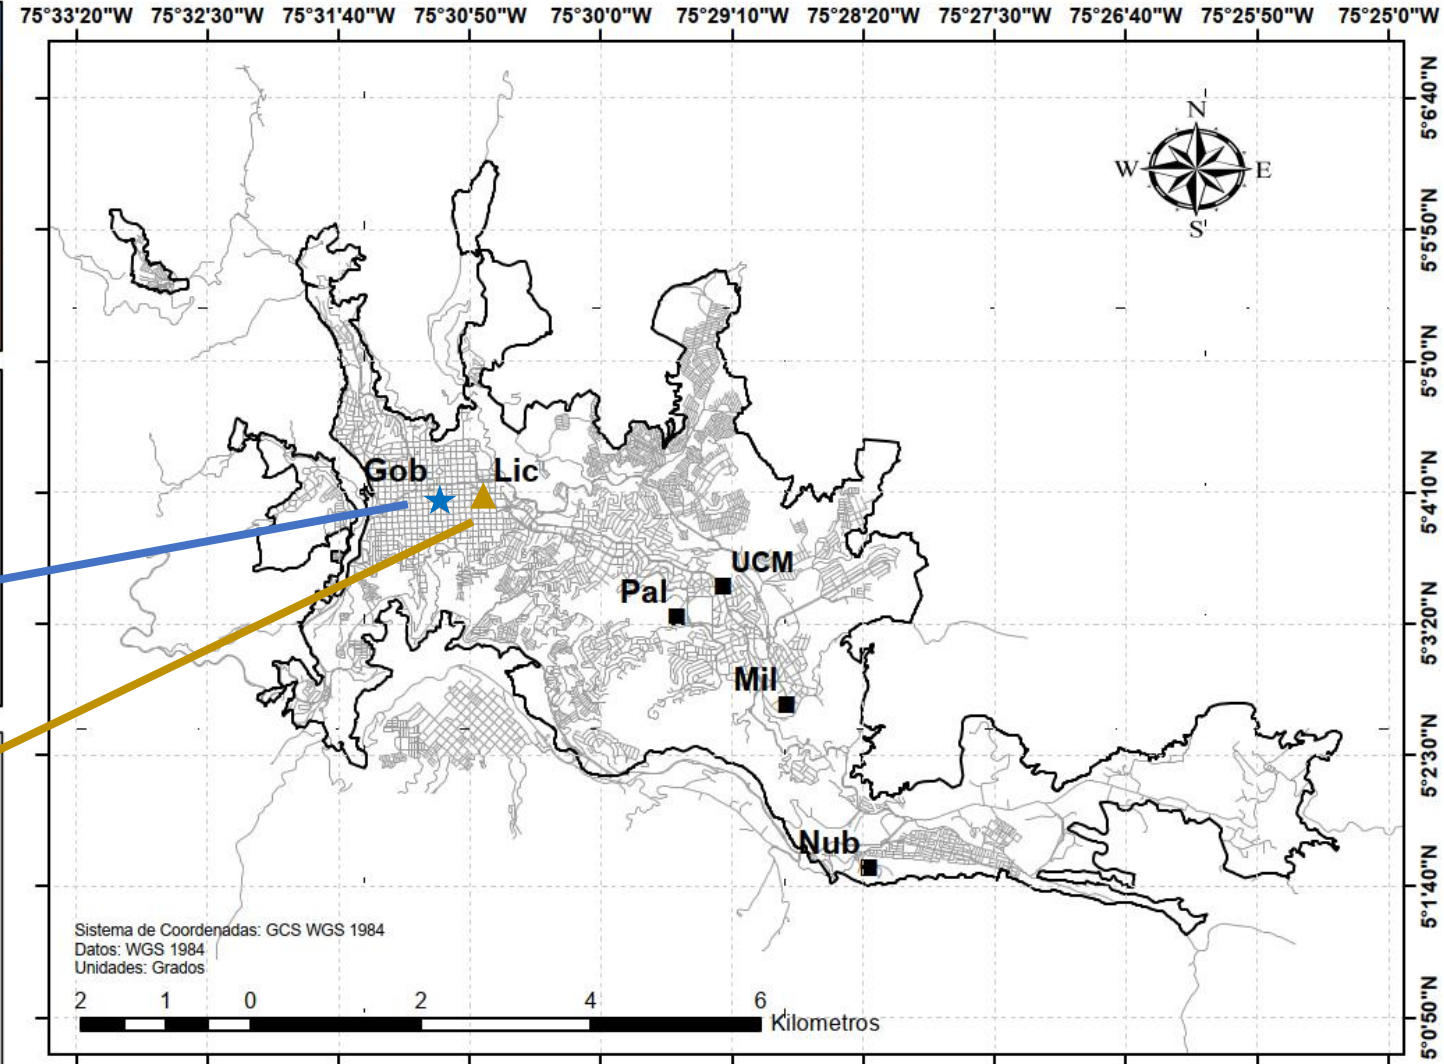 75°33'20"W 75°32'30"W 75°31'40"W 75°30'50"W 75°30'0"W 75°29'10"W 75°28'20"W 75°27'30"W 75°26'40"W 75°25'50"W 75°25'0"W
5°6'40"N
N
W E
S
5°5'50"N
5°5'0"N
Gob Lic
5°4'10"N
UCM
Pal
5°3'20"N
Mil
5°2'30"N
Nub
5°1'40"N
Sistema de Coordenadas: GCS WGS 1984
Datos: WGS 1984
Unidades: Grados
2 1 0 2 4 6
Kilometros
5°0'50"N